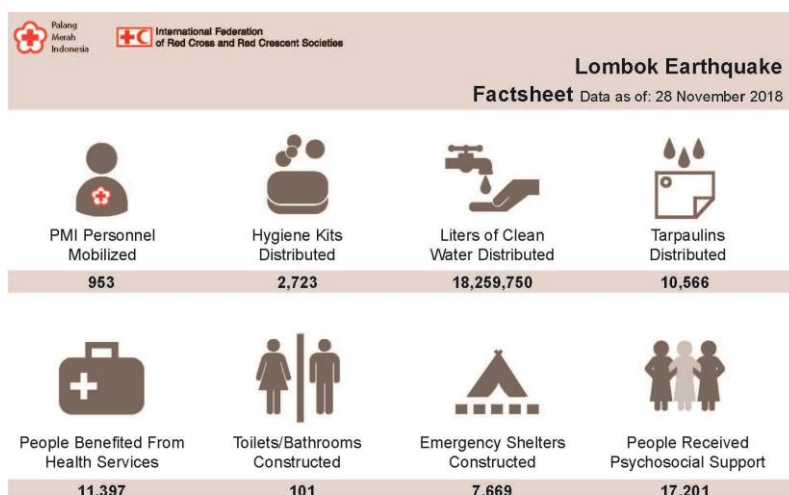 Palang
Merah
Indonesia
International Federation
of Red Cross and Red Crescent Societies
Lombok Earthquake
Factsheet Data as of: 28 November 2018
PMI Personnel
Mobilized
953
Hygiene Kits
Distributed
2,723
Liters of Clean
Water Distributed
18,259,750
Tarpaulins
Distributed
10,566
People Benefited From
Health Services
11,397
Toilets/Bathrooms
Constructed
101
Emergency Shelters
Constructed
7,669
People Received
Psychosocial Support
17,201